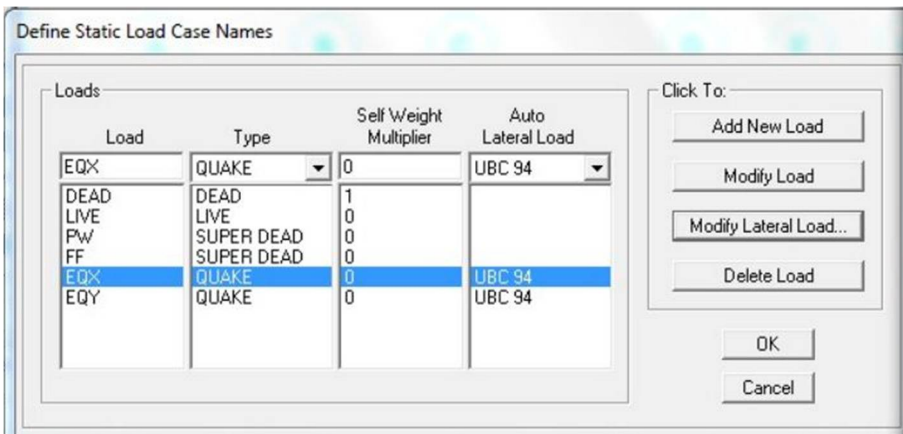 Define Static Load Case Names
Loads
Click To:
Load Type Self Weight Multiplier Auto Lateral Load
EQX QUAKE 0 UBC 94
DEAD DEAD 1
LIVE LIVE 0
PW SUPER DEAD 0
FF SUPER DEAD 0
EQX QUAKE 0 UBC 94
EQY QUAKE 0 UBC 94
Add New Load
Modify Load
Modify Lateral Load...
Delete Load
OK
Cancel